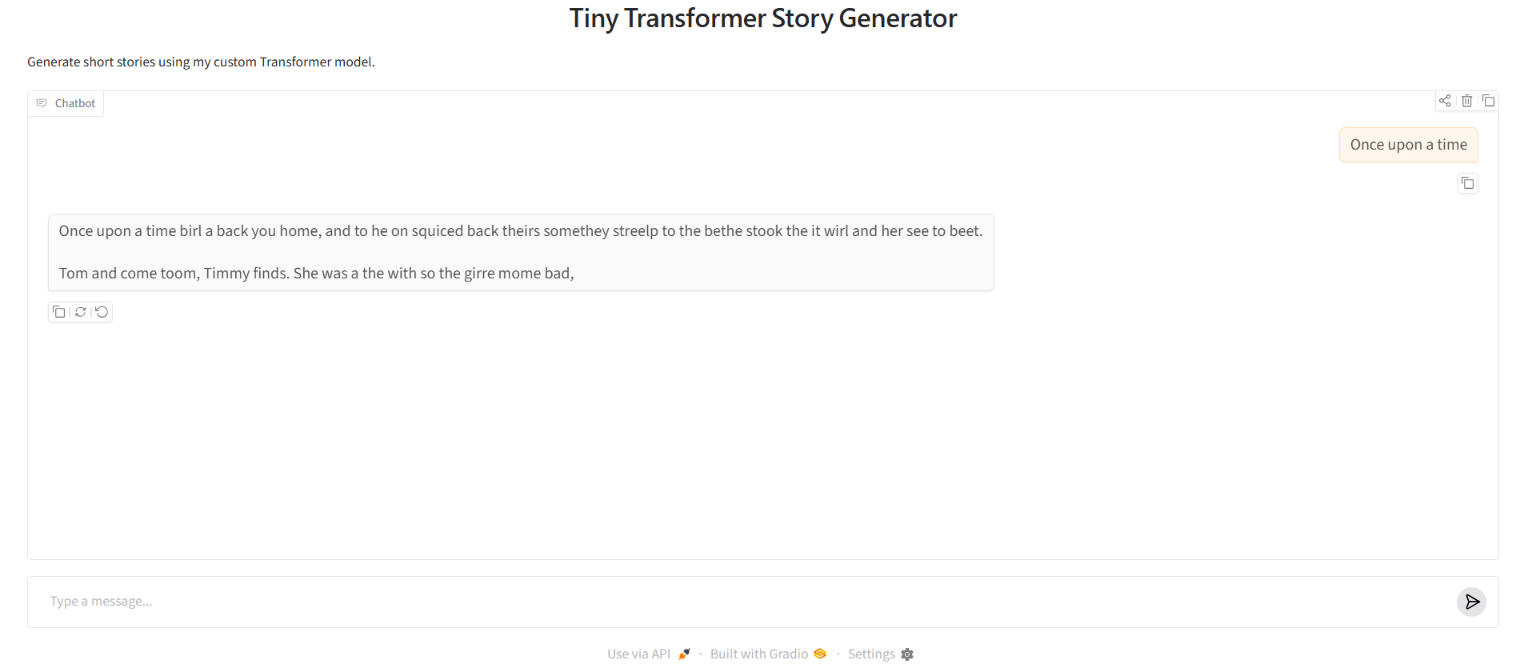 Tiny Transformer Story Generator
Generate short stories using my custom Transformer model.
Chatbot
Once upon a time
Once upon a time birl a back you home, and to he on squiced back theirs somethey streelp to the bethe stook the it wirl and her see to beet.
Tom and come toom, Timmy finds. She was a the with so the girre mome bad,
Type a message...
Use via API · Built with Gradio · Settings